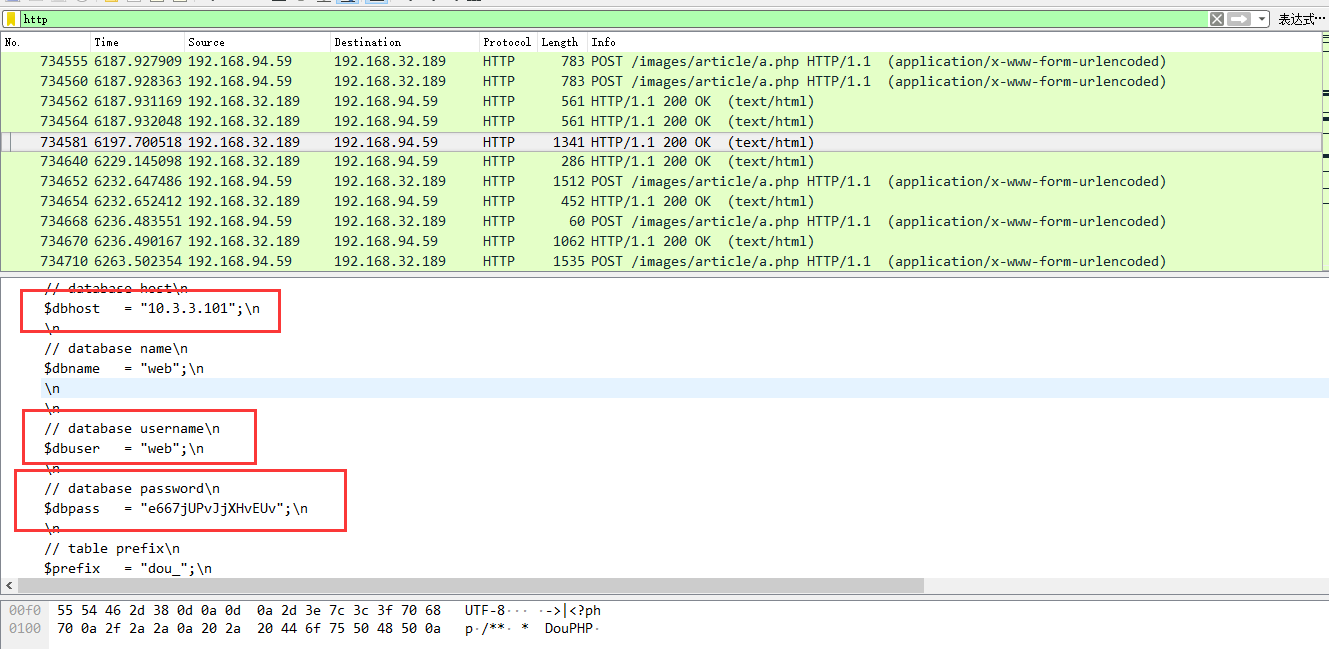 http 表达式…
No. Time Source Destination Protocol Length Info
734555 6187.927909 192.168.94.59 192.168.32.189 HTTP 783 POST /images/article/a.php HTTP/1.1 (application/x-www-form-urlencoded)
734560 6187.928363 192.168.94.59 192.168.32.189 HTTP 783 POST /images/article/a.php HTTP/1.1 (application/x-www-form-urlencoded)
734562 6187.931169 192.168.32.189 192.168.94.59 HTTP 561 HTTP/1.1 200 OK (text/html)
734564 6187.932048 192.168.32.189 192.168.94.59 HTTP 561 HTTP/1.1 200 OK (text/html)
734581 6197.700518 192.168.32.189 192.168.94.59 HTTP 1341 HTTP/1.1 200 OK (text/html)
734640 6229.145098 192.168.32.189 192.168.94.59 HTTP 286 HTTP/1.1 200 OK (text/html)
734652 6232.647486 192.168.94.59 192.168.32.189 HTTP 1512 POST /images/article/a.php HTTP/1.1 (application/x-www-form-urlencoded)
734654 6232.652412 192.168.32.189 192.168.94.59 HTTP 452 HTTP/1.1 200 OK (text/html)
734668 6236.483551 192.168.94.59 192.168.32.189 HTTP 60 POST /images/article/a.php HTTP/1.1 (application/x-www-form-urlencoded)
734670 6236.490167 192.168.32.189 192.168.94.59 HTTP 1062 HTTP/1.1 200 OK (text/html)
734710 6263.502354 192.168.94.59 192.168.32.189 HTTP 1535 POST /images/article/a.php HTTP/1.1 (application/x-www-form-urlencoded)
// database host\n
$dbhost = "10.3.3.101";\n
\n
// database name\n
$dbname = "web";\n
\n
\n
// database username\n
$dbuser = "web";\n
\n
// database password\n
$dbpass = "e667jUPvJjXHvEUv";\n
\n
// table prefix\n
$prefix = "dou_";\n
00f0 55 54 46 2d 38 0d 0a 0d 0a 2d 3e 7c 3c 3f 70 68 UTF-8··· ·->|<?ph
0100 70 0a 2f 2a 2a 0a 20 2a 20 44 6f 75 50 48 50 0a p·/**· * DouPHP·